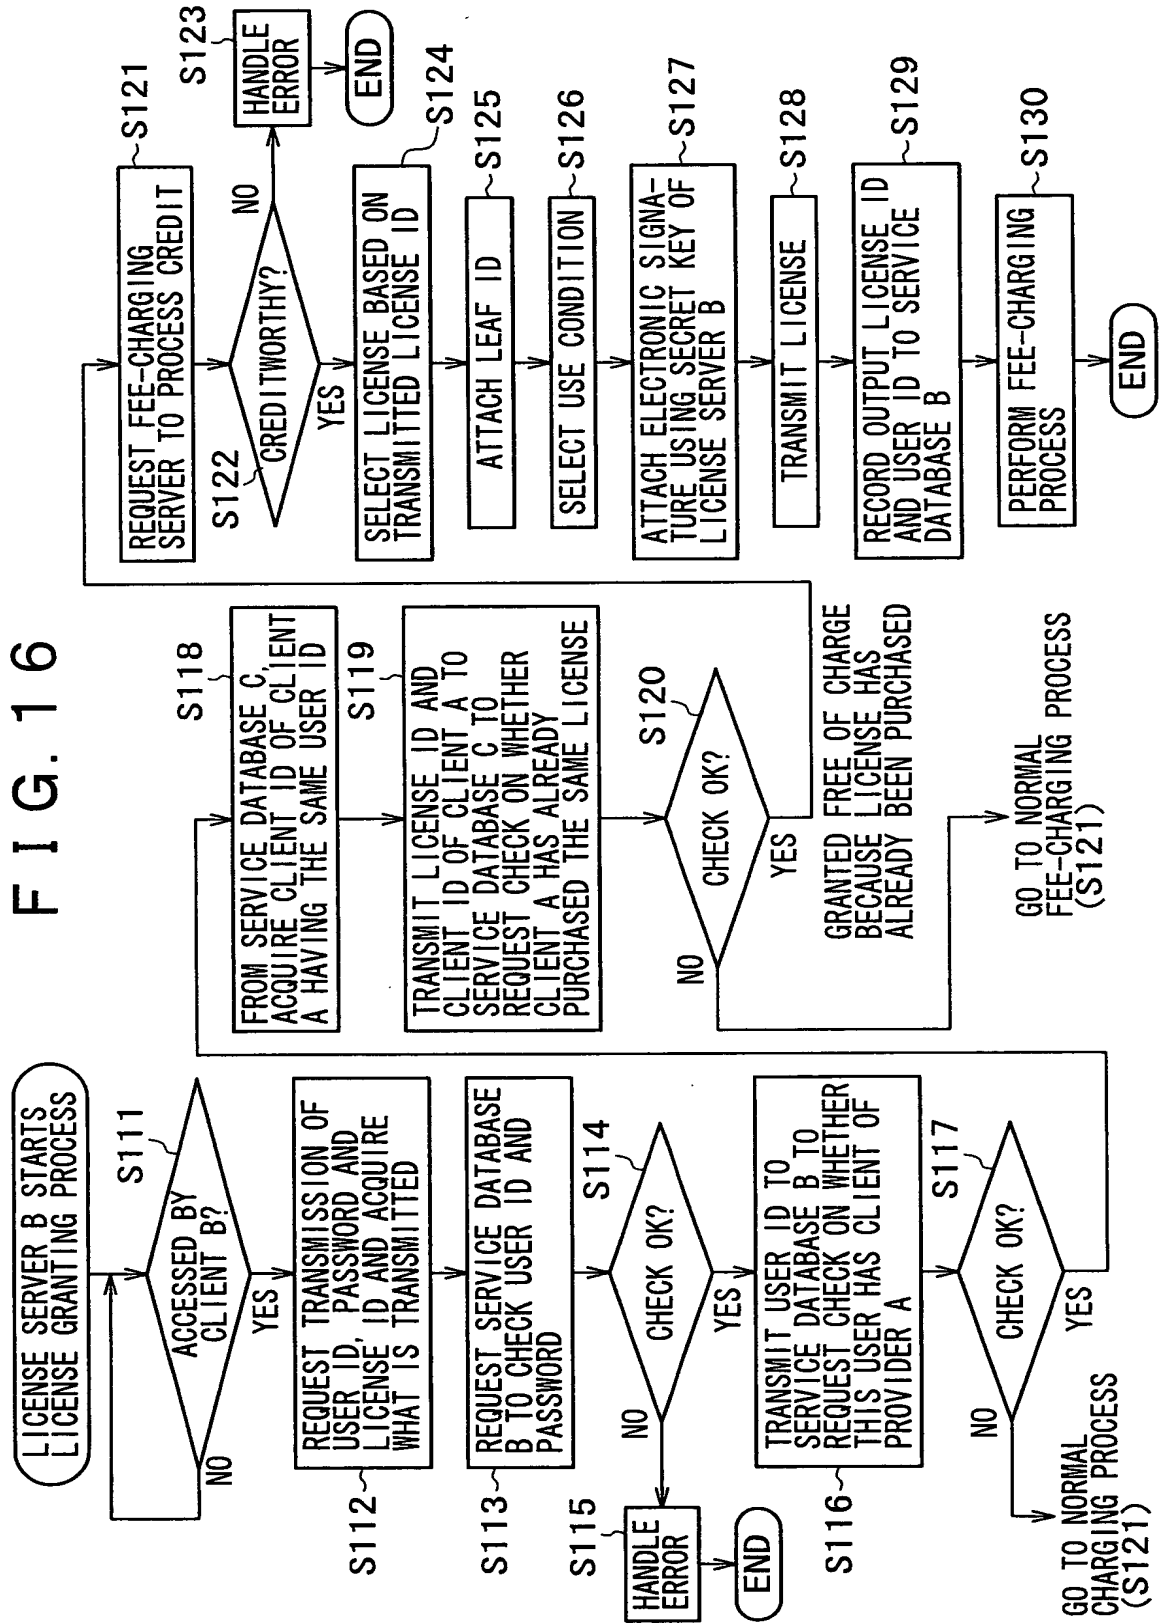 FIG. 16
LICENSE SERVER B STARTS
LICENSE GRANTING PROCESS
S111
ACCESSED BY
CLIENT B?
NO
YES
S112
REQUEST TRANSMISSION OF
USER ID, PASSWORD AND
LICENSE ID AND ACQUIRE
WHAT IS TRANSMITTED
S113
REQUEST SERVICE DATABASE
B TO CHECK USER ID AND
PASSWORD
S114
CHECK OK?
NO
YES
S115
HANDLE
ERROR
END
S116
TRANSMIT USER ID TO
SERVICE DATABASE B TO
REQUEST CHECK ON WHETHER
THIS USER HAS CLIENT OF
PROVIDER A
S117
CHECK OK?
NO
YES
GO TO NORMAL
CHARGING PROCESS
(S121)
S118
FROM SERVICE DATABASE C,
ACQUIRE CLIENT ID OF CLIENT
A HAVING THE SAME USER ID
S119
TRANSMIT LICENSE ID AND
CLIENT ID OF CLIENT A TO
SERVICE DATABASE C TO
REQUEST CHECK ON WHETHER
CLIENT A HAS ALREADY
PURCHASED THE SAME LICENSE
S120
CHECK OK?
NO
YES
GRANTED FREE OF CHARGE
BECAUSE LICENSE HAS
ALREADY BEEN PURCHASED
GO TO NORMAL
FEE-CHARGING PROCESS
(S121)
S121
REQUEST FEE-CHARGING
SERVER TO PROCESS CREDIT
S122
CREDITWORTHY?
NO
YES
S123
HANDLE
ERROR
END
S124
SELECT LICENSE BASED ON
TRANSMITTED LICENSE ID
S125
ATTACH LEAF ID
S126
SELECT USE CONDITION
S127
ATTACH ELECTRONIC SIGNA-
TURE USING SECRET KEY OF
LICENSE SERVER B
S128
TRANSMIT LICENSE
S129
RECORD OUTPUT LICENSE ID
AND USER ID TO SERVICE
DATABASE B
S130
PERFORM FEE-CHARGING
PROCESS
END